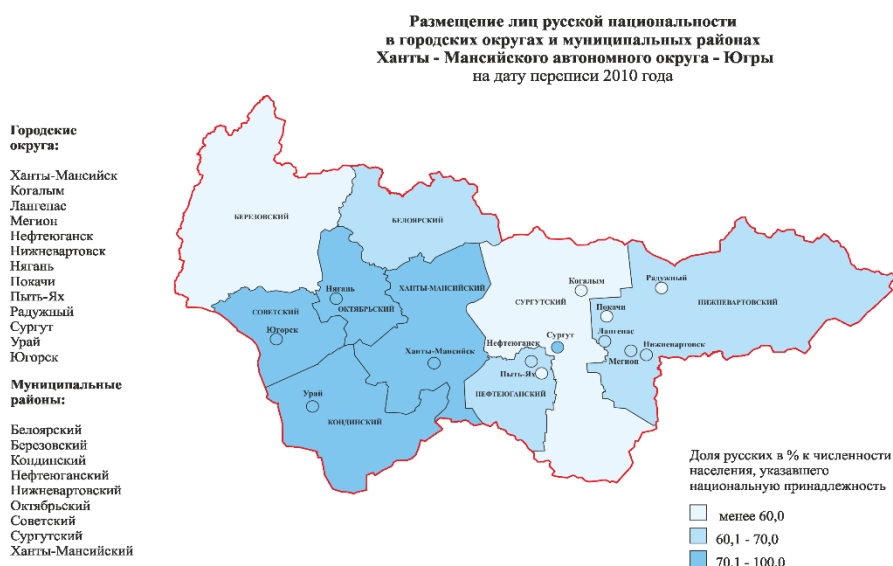 Размещение лиц русской национальности
в городских округах и муниципальных районах
Ханты - Мансийского автономного округа - Югры
на дату переписи 2010 года
Городские
округа:
Ханты-Мансийск
Когалым
Лангепас
Мегион
Нефтеюганск
Нижневартовск
Нягань
Покачи
Пыть-Ях
Радужный
Сургут
Урай
Югорск
Муниципальные
районы:
Белоярский
Березовский
Кондинский
Нефтеюганский
Нижневартовский
Октябрьский
Советский
Сургутский
Ханты-Мансийский
БЕРЕЗОВСКИЙ
БЕЛОЯРСКИЙ
Нягань
ХАНТЫ-МАНСИЙСКИЙ
ОКТЯБРЬСКИЙ
СОВЕТСКИЙ
Югорск
Ханты-Мансийск
Урай
КОНДИНСКИЙ
Когалым
СУРГУТСКИЙ
Радужный
НИЖНЕВАРТОВСКИЙ
Покачи
Лангепас
Сургут
Нефтеюганск
Нижневартовск
Мегион
Пыть-Ях
НЕФТЕЮГАНСКИЙ
Доля русских в % к численности
населения, указавшего
национальную принадлежность
менее 60,0
60,1 - 70,0
70,1 - 100,0